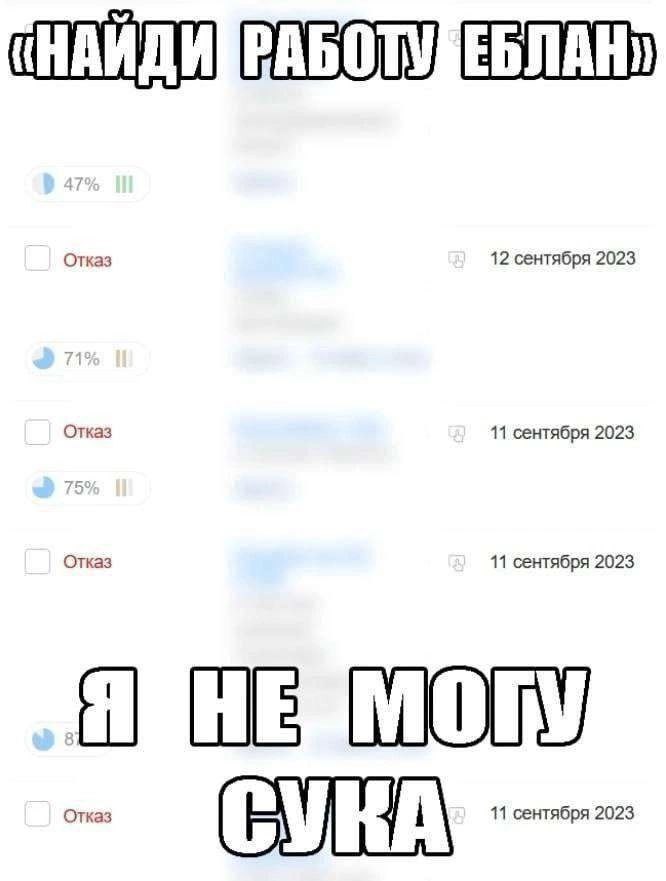 «НАЙДИ РАБОТУ ЕБЛАН»
47%
Отказ 12 сентября 2023
71%
Отказ 11 сентября 2023
75%
Отказ 11 сентября 2023
Я НЕ МОГУ
Отказ СУКА 11 сентября 2023